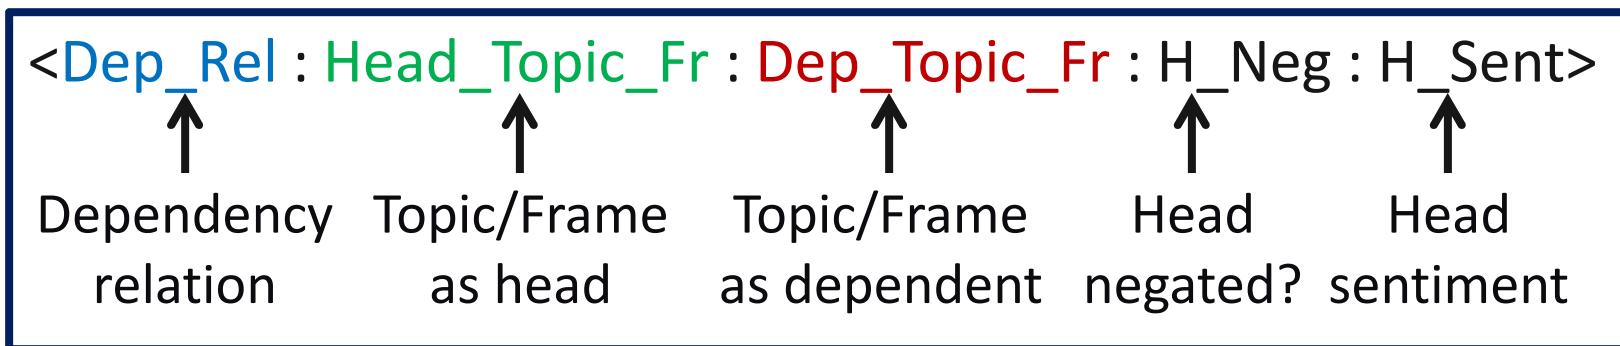 <Dep_Rel : Head_Topic_Fr : Dep_Topic_Fr : H_Neg : H_Sent>
Dependency Topic/Frame Topic/Frame Head Head
relation as head as dependent negated? sentiment